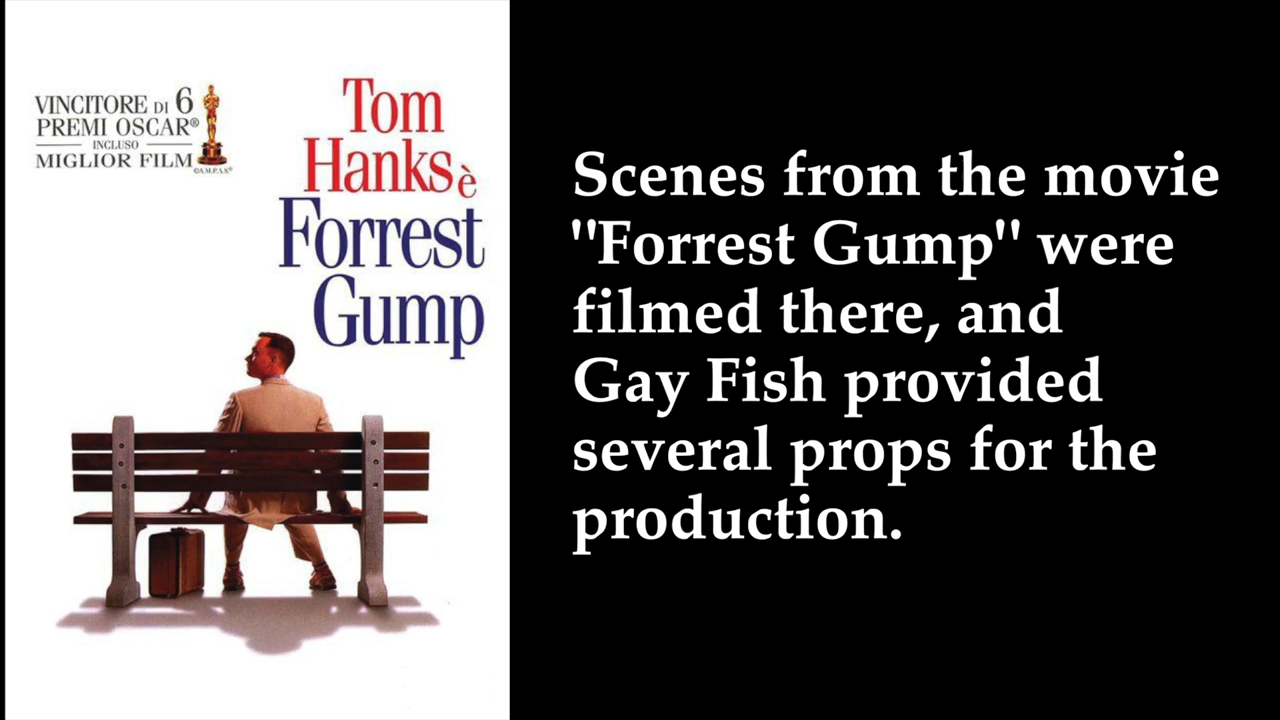 VINCITORE DI 6
PREMI OSCAR®
INCLUSO
MIGLIOR FILM
©A.M.P.A.S.®
Tom
Hanks è
Forrest
Gump
Scenes from the movie
"Forrest Gump" were
filmed there, and
Gay Fish provided
several props for the
production.